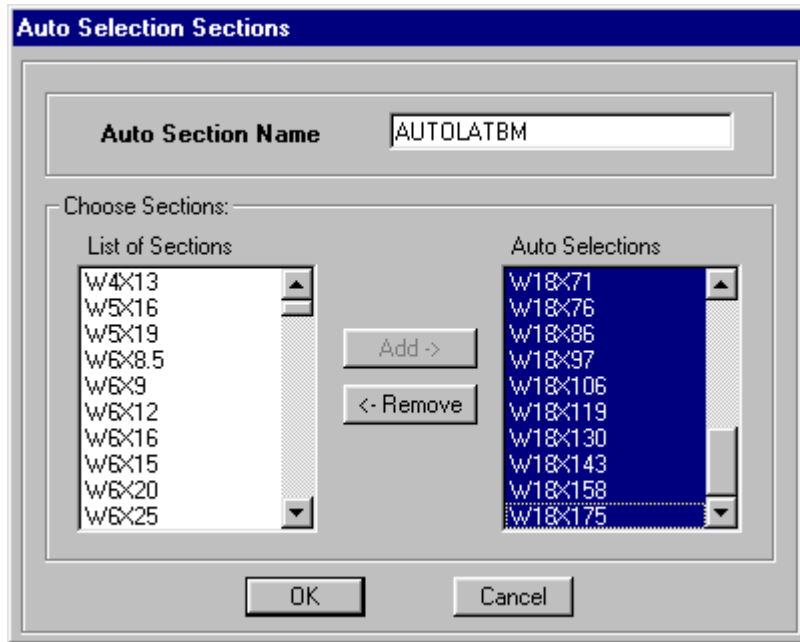 Auto Selection Sections
Auto Section Name
AUTOLATBM
Choose Sections:
List of Sections
W4X13
W5X16
W5X19
W6X8.5
W6X9
W6X12
W6X16
W6X15
W6X20
W6X25
Add ->
<- Remove
Auto Selections
W18X71
W18X76
W18X86
W18X97
W18X106
W18X119
W18X130
W18X143
W18X158
W18X175
OK
Cancel